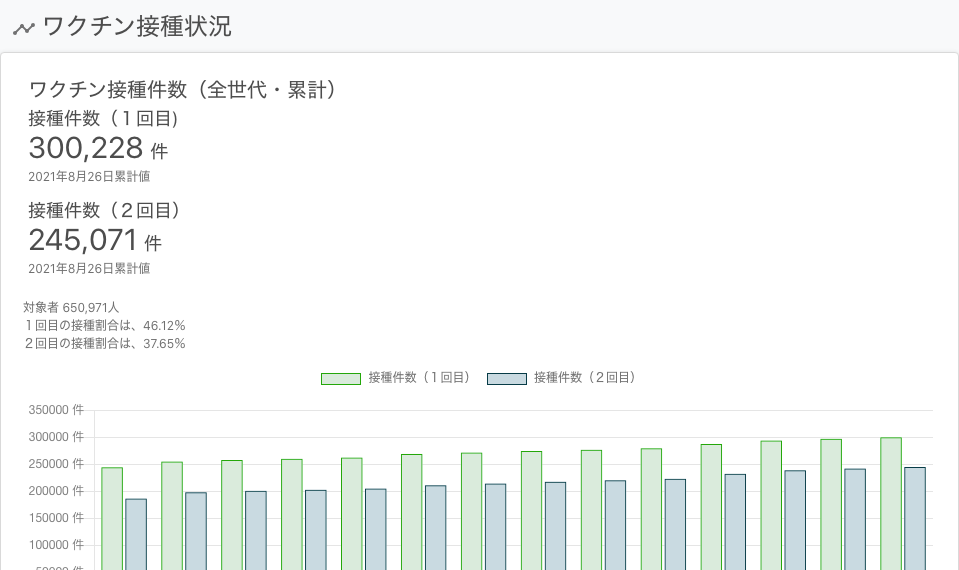 ワクチン接種状況
ワクチン接種件数（全世代・累計）
接種件数（１回目）
300,228 件
2021年8月26日累計値
接種件数（２回目）
245,071 件
2021年8月26日累計値
対象者 650,971人
１回目の接種割合は、46.12%
２回目の接種割合は、37.65%
接種件数（１回目） 接種件数（２回目）
350000 件
300000 件
250000 件
200000 件
150000 件
100000 件
50000 件